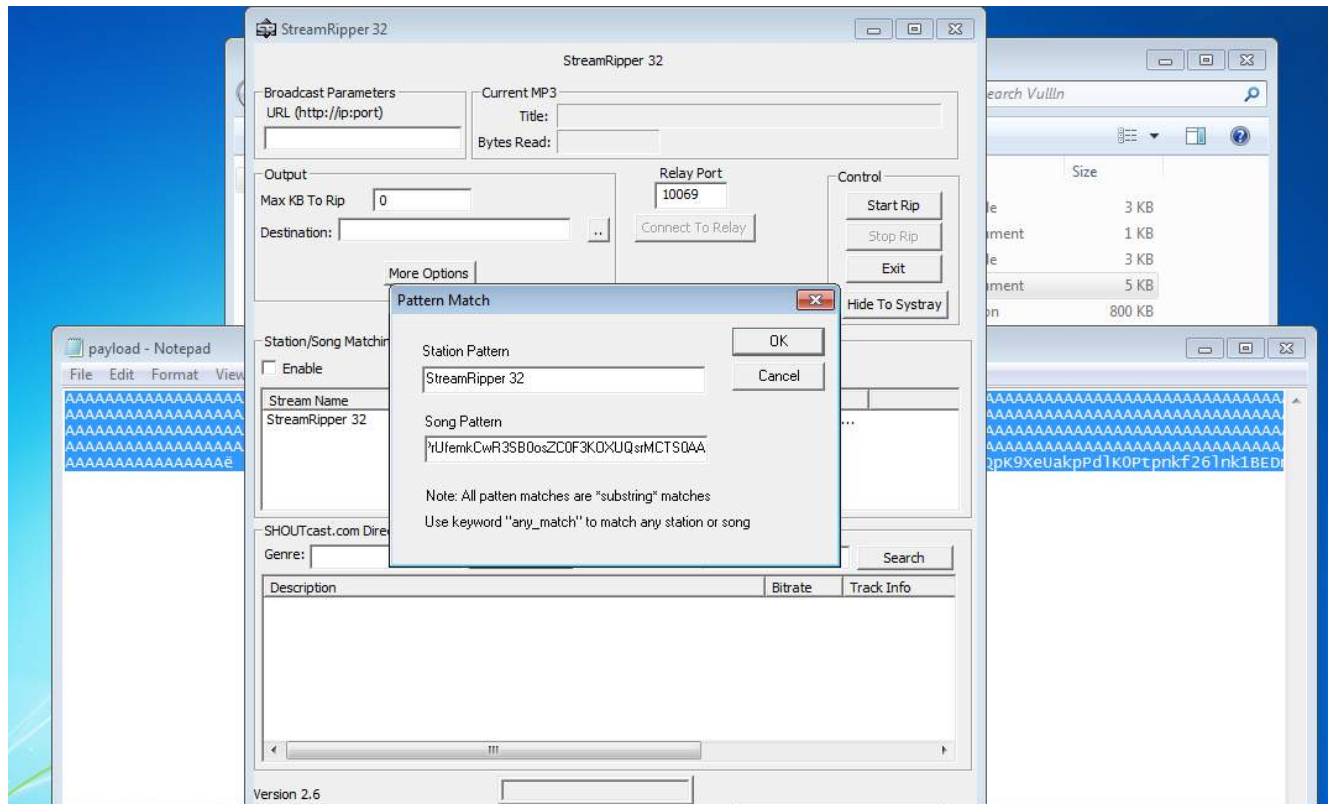 StreamRipper 32
StreamRipper 32
Broadcast Parameters
URL (http://ip:port)
Current MP3
Title:
Bytes Read:
Output
Max KB To Rip 0
Destination: ..
More Options
Relay Port
10069
Connect To Relay
Control
Start Rip
Stop Rip
Exit
Hide To Systray
earch Vullln
Size
le 3 KB
ument 1 KB
le 3 KB
ument 5 KB
on 800 KB
Pattern Match
Station Pattern
StreamRipper 32
Song Pattern
Note: All patten matches are *substring* matches
Use keyword "any_match" to match any station or song
OK
Cancel
payload - Notepad
File Edit Format View
Station/Song Matchin
Enable
Stream Name
StreamRipper 32
...
SHOUTcast.com Dire
Genre:
Search
Description Bitrate Track Info
Version 2.6